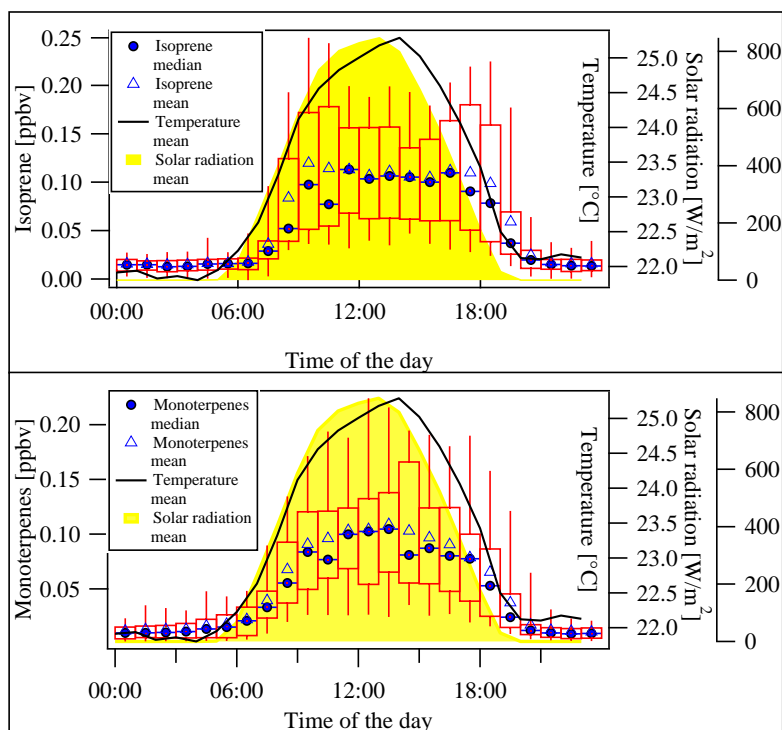 0.25
0.20
0.15
0.10
0.05
0.00
Isoprene [ppbv]
Isoprene
median
Isoprene
mean
Temperature
mean
Solar radiation
mean
25.0
24.5
24.0
23.5
23.0
22.5
22.0
Temperature [°C]
Solar radiation [W/m2]
800
600
400
200
0
00:00 06:00 12:00 18:00
Time of the day
0.20
0.15
0.10
0.05
Monoterpenes [ppbv]
Monoterpenes
median
Monoterpenes
mean
Temperature
mean
Solar radiation
mean
25.0
24.5
24.0
23.5
23.0
22.5
22.0
Temperature [°C]
Solar radiation [W/m2]
800
600
400
200
0
00:00 06:00 12:00 18:00
Time of the day